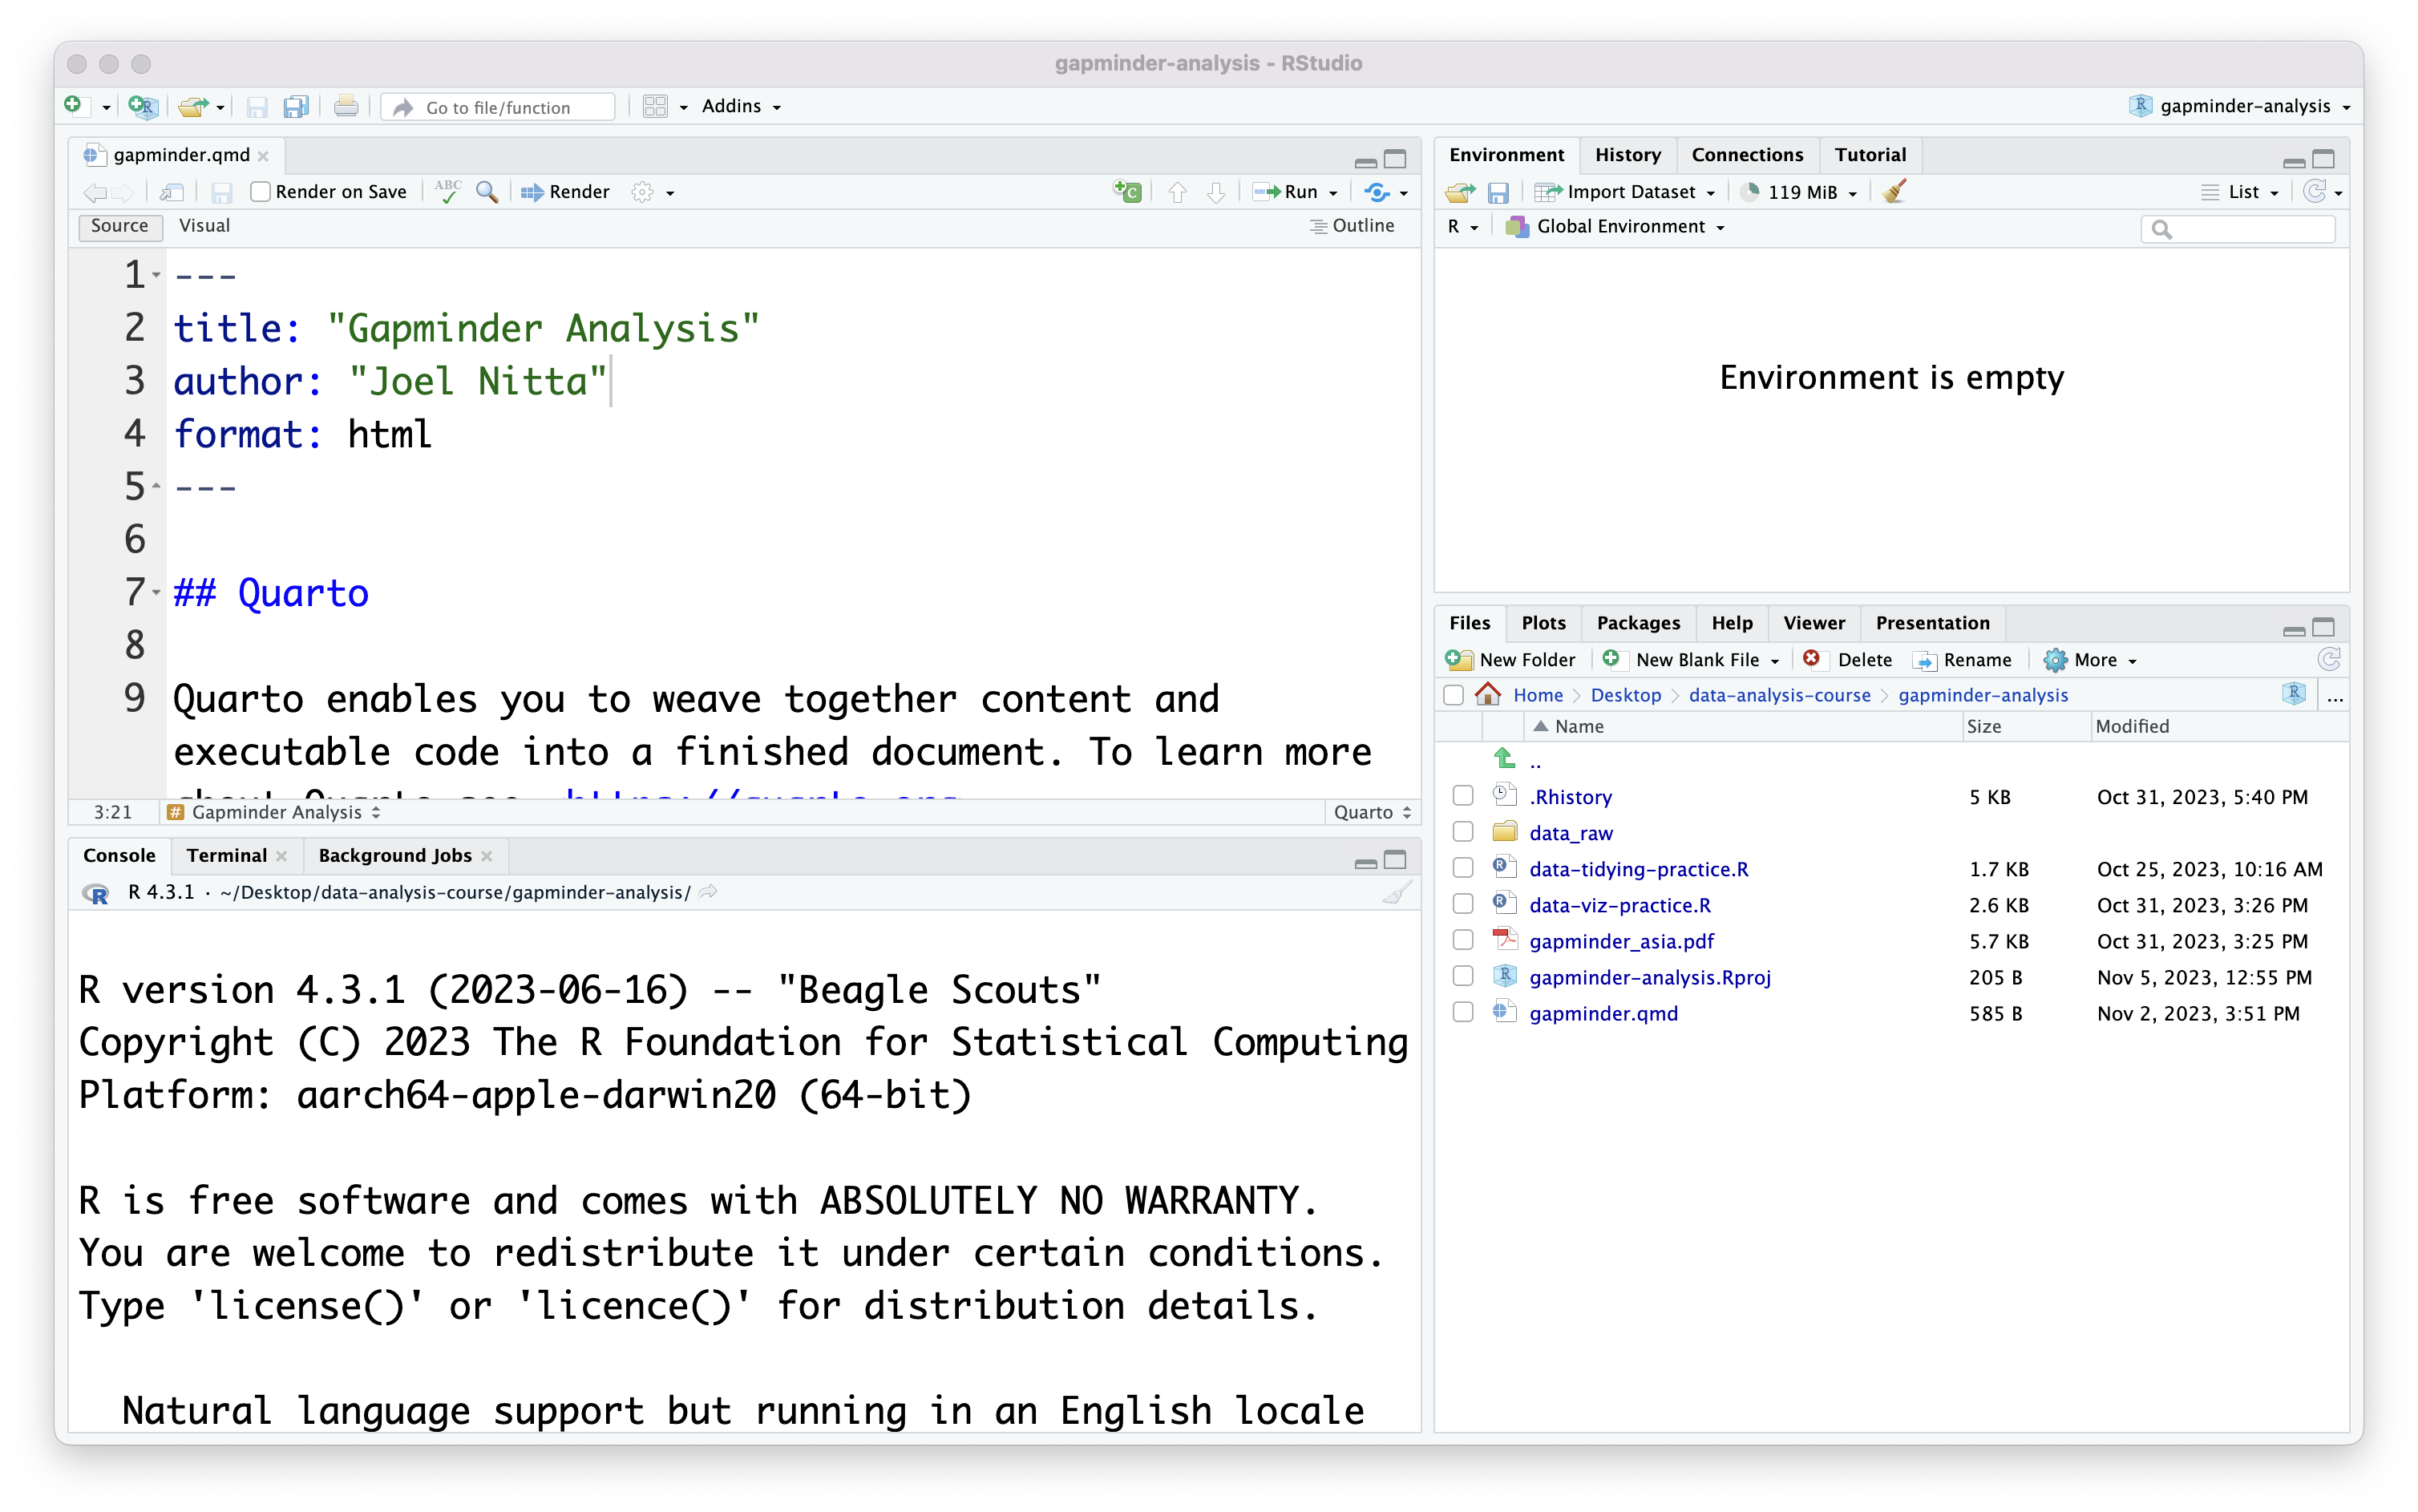 gapminder-analysis - RStudio
Go to file/function
Addins
gapminder-analysis
gapminder.qmd
Render on Save
ABC
Render
Run
Source
Visual
Outline
1
---
2
title: "Gapminder Analysis"
3
author: "Joel Nitta"
4
format: html
5
---
6
7
## Quarto
8
9
Quarto enables you to weave together content and
executable code into a finished document. To learn more
about Quarto see <https://quarto.org>
3:21
# Gapminder Analysis
Quarto
Console
Terminal
Background Jobs
R 4.3.1 · ~/Desktop/data-analysis-course/gapminder-analysis/
R version 4.3.1 (2023-06-16) -- "Beagle Scouts"
Copyright (C) 2023 The R Foundation for Statistical Computing
Platform: aarch64-apple-darwin20 (64-bit)
R is free software and comes with ABSOLUTELY NO WARRANTY.
You are welcome to redistribute it under certain conditions.
Type 'license()' or 'licence()' for distribution details.
Natural language support but running in an English locale
Environment
History
Connections
Tutorial
Import Dataset
119 MiB
List
R
Global Environment
Environment is empty
Files
Plots
Packages
Help
Viewer
Presentation
New Folder
New Blank File
Delete
Rename
More
Home
Desktop
data-analysis-course
gapminder-analysis
...
Name
Size
Modified
..
.Rhistory 5 KB Oct 31, 2023, 5:40 PM
data_raw
data-tidying-practice.R 1.7 KB Oct 25, 2023, 10:16 AM
data-viz-practice.R 2.6 KB Oct 31, 2023, 3:26 PM
gapminder_asia.pdf 5.7 KB Oct 31, 2023, 3:25 PM
gapminder-analysis.Rproj 205 B Nov 5, 2023, 12:55 PM
gapminder.qmd 585 B Nov 2, 2023, 3:51 PM